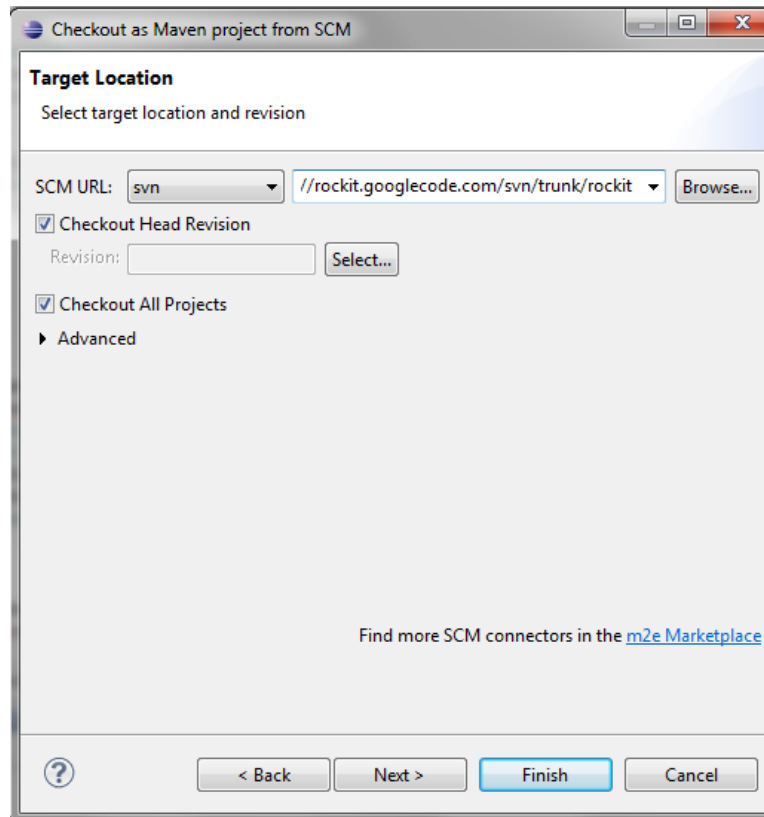 Checkout as Maven project from SCM
Target Location
Select target location and revision
SCM URL: svn //rockit.googlecode.com/svn/trunk/rockit Browse...
Checkout Head Revision
Revision: Select...
Checkout All Projects
Advanced
Find more SCM connectors in the m2e Marketplace
? < Back Next > Finish Cancel